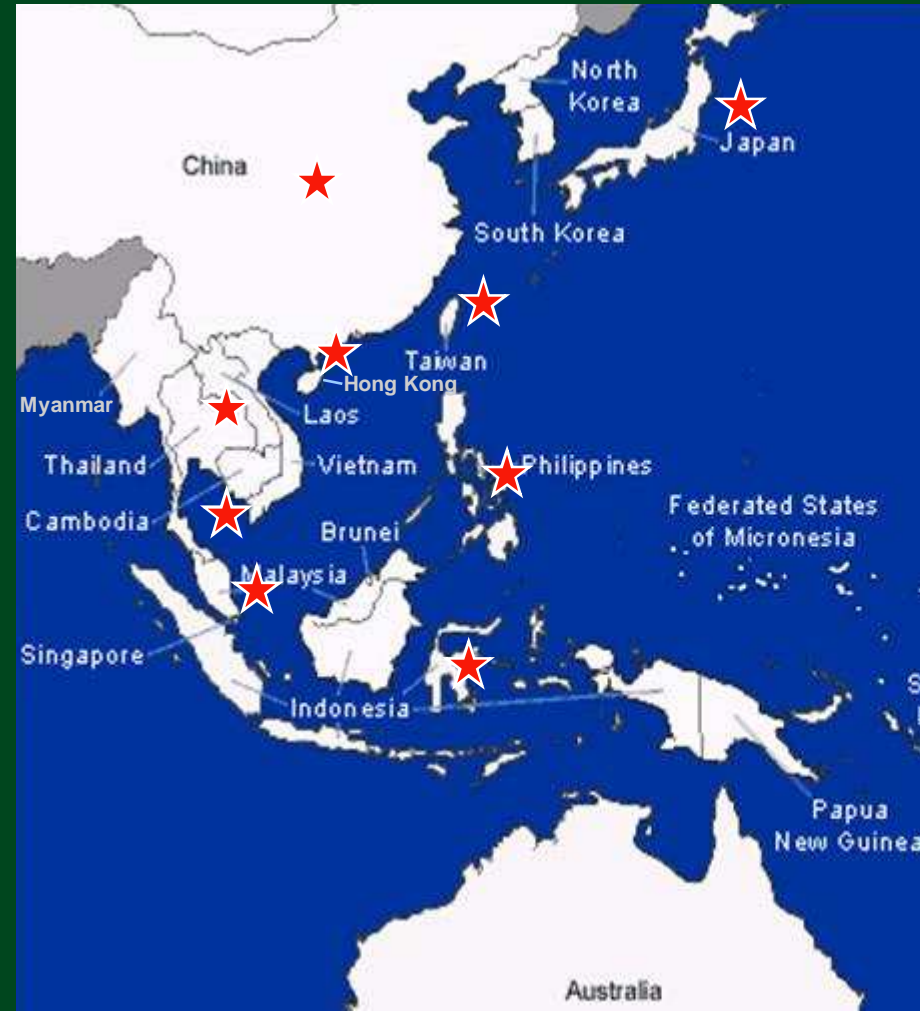 North
Korea
Japan
China
South Korea
Taiwan
Hong Kong
Myanmar
Laos
Thailand
Vietnam
Philippines
Cambodia
Brunei
Federated States
of Micronesia
Malaysia
Singapore
S
Indonesia
Papua
New Guinea
Australia